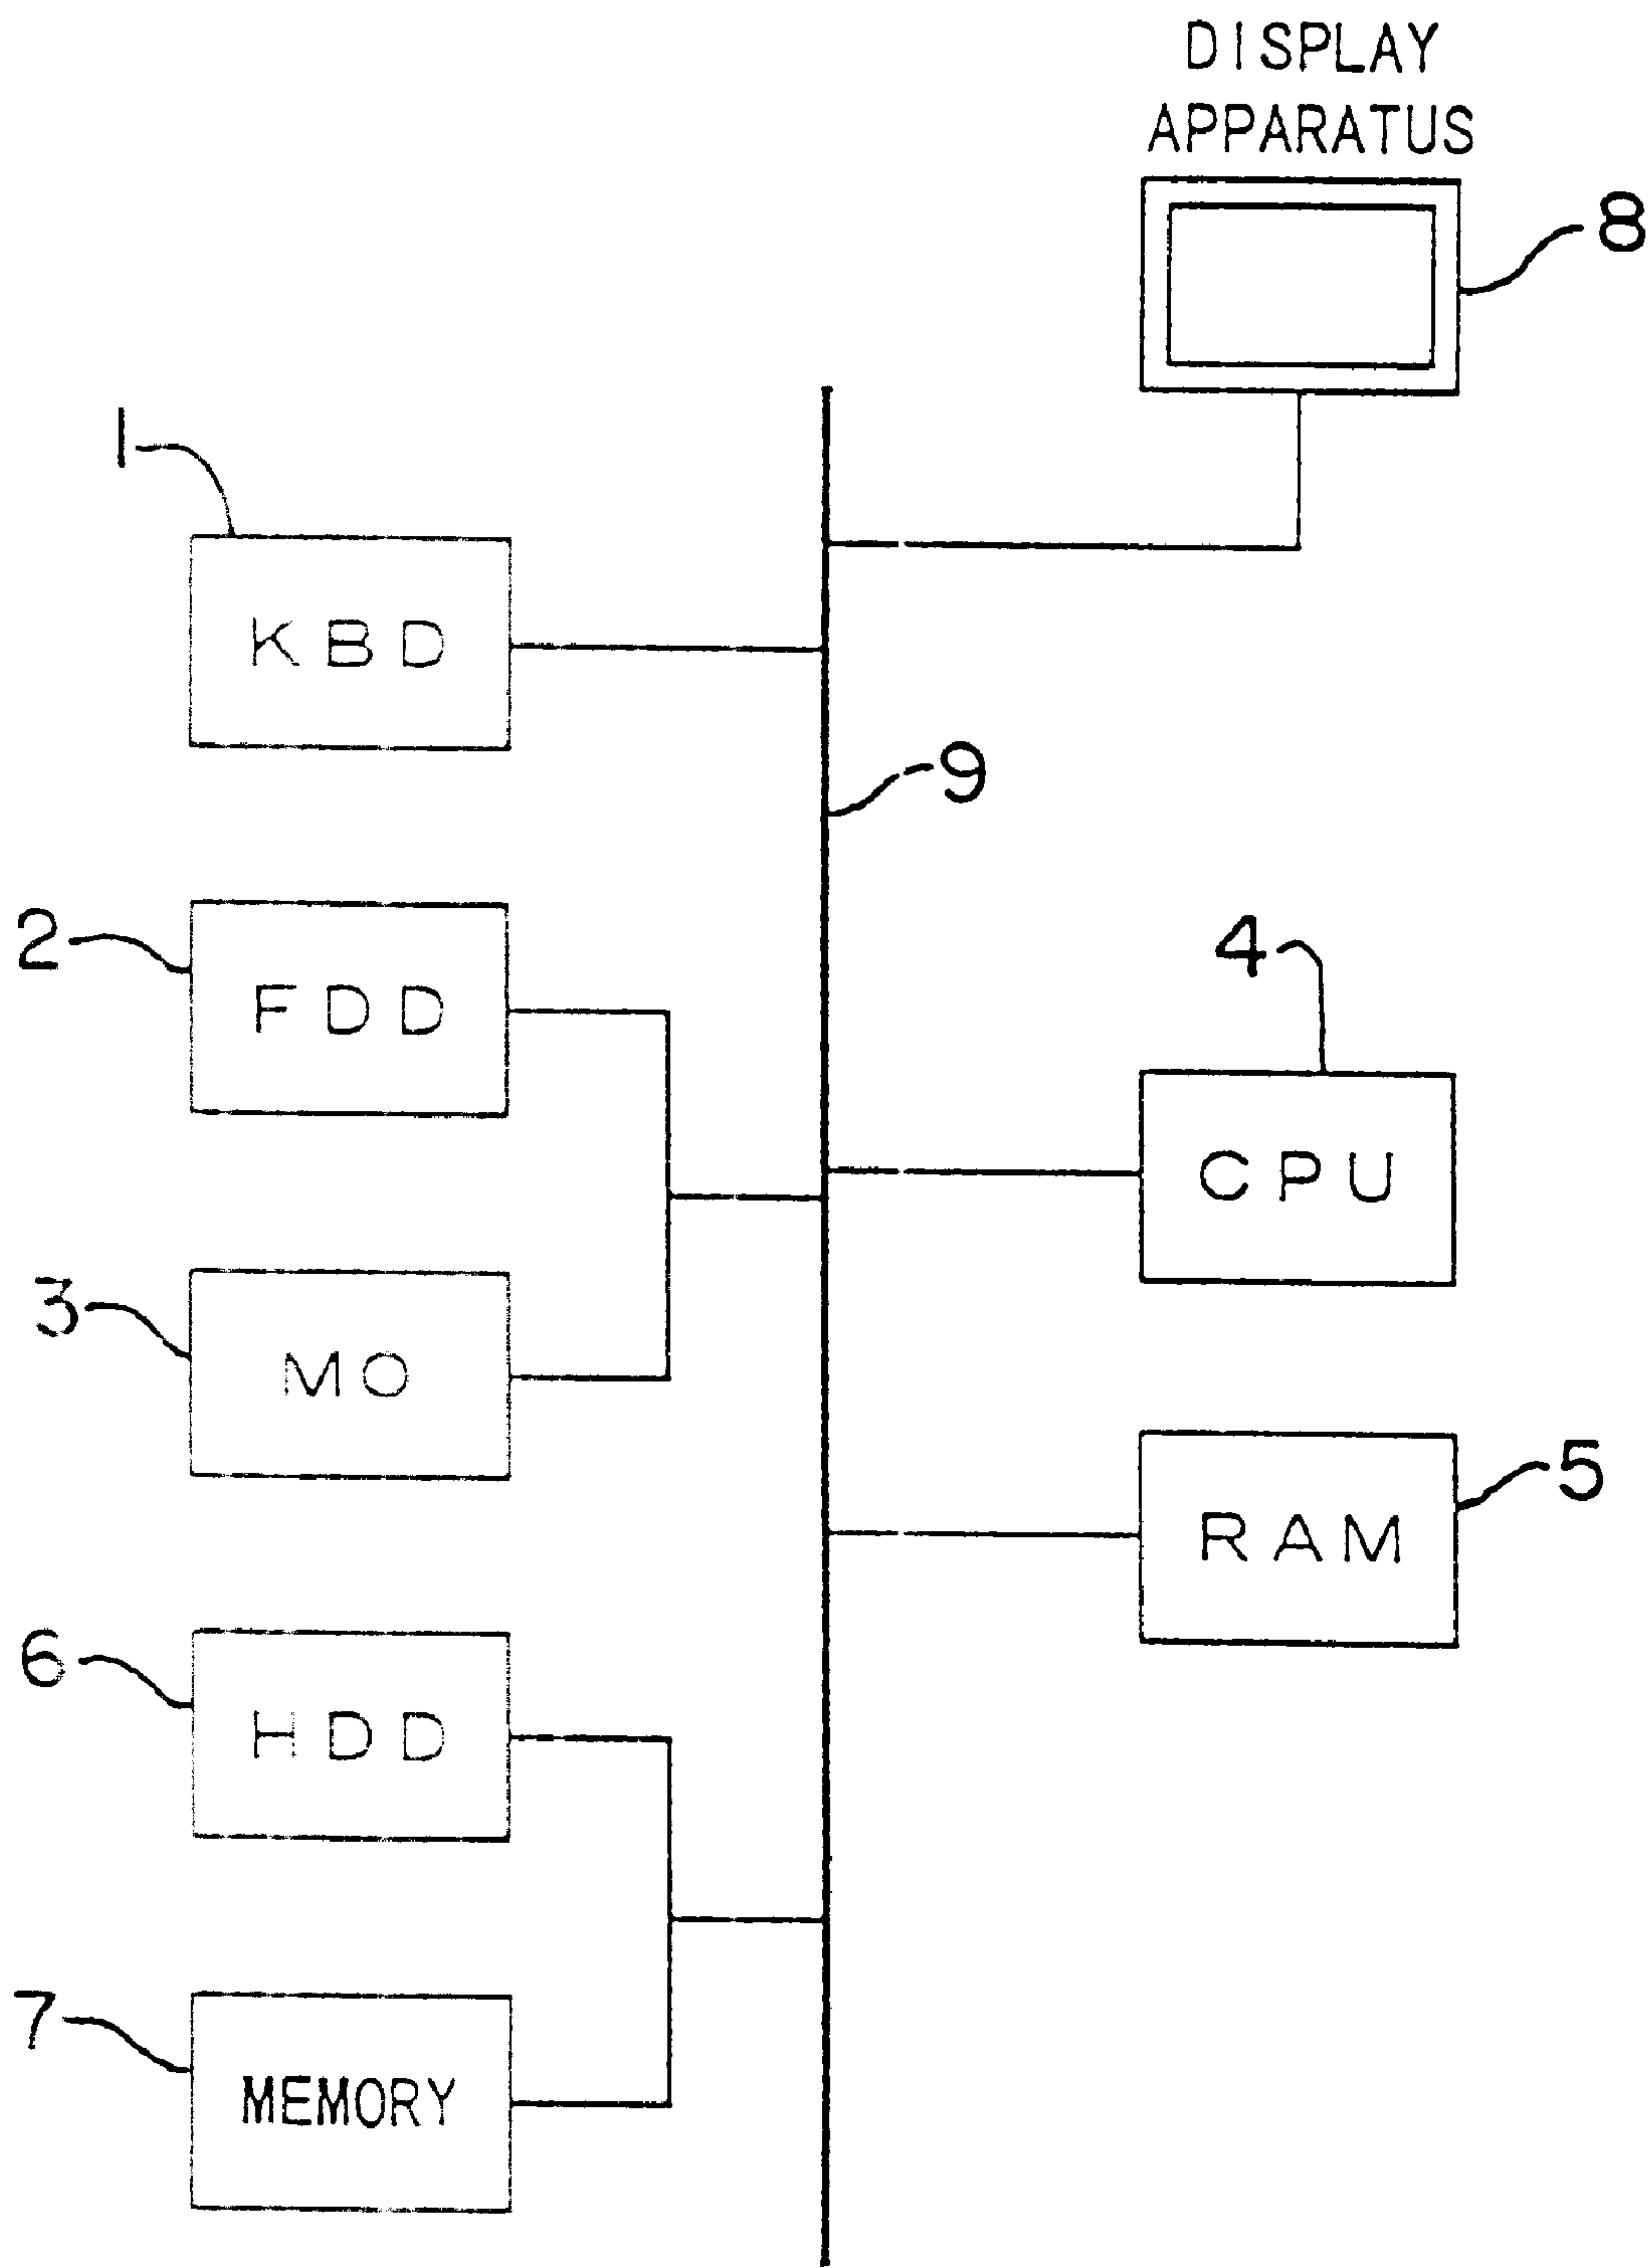 DISPLAY
APPARATUS
8
1
KBD
9
2
FDD
4
CPU
3
MO
5
RAM
6
HDD
7
MEMORY